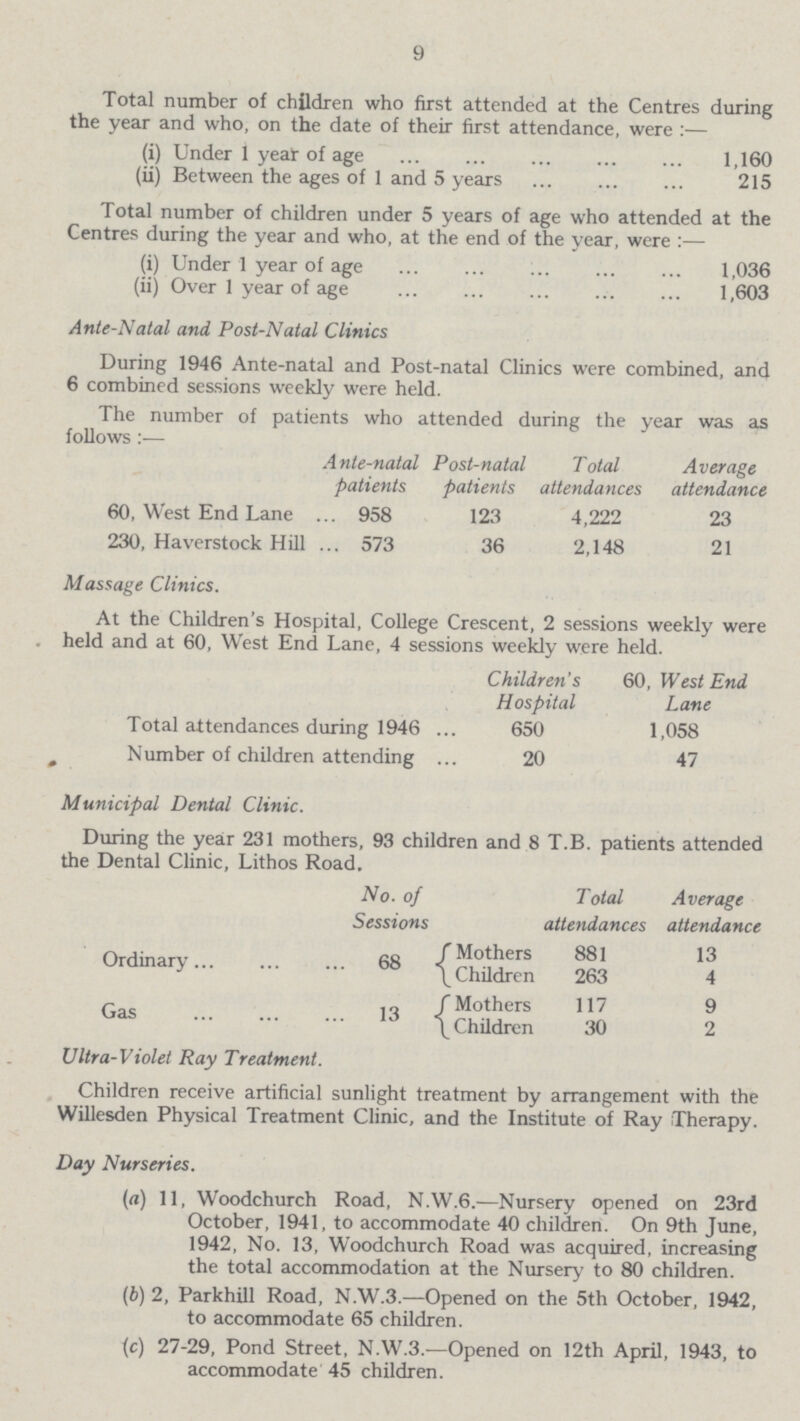 9
Total number of children who first attended at the Centres during
the year and who, on the date of their first attendance, were :—
(i) Under 1 year of age ... ... ... ... ... 1,160
(ii) Between the ages of 1 and 5 years ... ... ... 215
Total number of children under 5 years of age who attended at the
Centres during the year and who, at the end of the year, were :—
(i) Under 1 year of age ... ... ... ... ... 1,036
(ii) Over 1 year of age ... ... ... ... ... 1,603
Ante-Natal and Post-Natal Clinics
During 1946 Ante-natal and Post-natal Clinics were combined, and
6 combined sessions weekly were held.
The number of patients who attended during the year was as
follows :—
Ante-natal Post-natal Total Average
patients patients attendances attendance
60, West End Lane ... 958 123 4,222 23
230, Haverstock Hill ... 573 36 2,148 21
Massage Clinics.
At the Children's Hospital, College Crescent, 2 sessions weekly were
held and at 60, West End Lane, 4 sessions weekly were held.
Children's 60, West End
Hospital Lane
Total attendances during 1946 ... 650 1,058
Number of children attending ... 20 47
Municipal Dental Clinic.
During the year 231 mothers, 93 children and 8 T.B. patients attended
the Dental Clinic, Lithos Road.
No. of Total Average
Sessions attendances attendance
Ordinary ... ... ... 68 { Mothers 881 13
Children 263 4
Gas ... ... ... 13 { Mothers 117 9
Children 30 2
Ultra-Violet Ray Treatment.
Children receive artificial sunlight treatment by arrangement with the
Willesden Physical Treatment Clinic, and the Institute of Ray Therapy.
Day Nurseries.
(a) 11, Woodchurch Road, N.W.6.—Nursery opened on 23rd
October, 1941, to accommodate 40 children. On 9th June,
1942, No. 13, Woodchurch Road was acquired, increasing
the total accommodation at the Nursery to 80 children.
(b) 2, Parkhill Road, N.W.3.—Opened on the 5th October, 1942,
to accommodate 65 children.
(c) 27-29, Pond Street, N.W.3.—Opened on 12th April, 1943, to
accommodate 45 children.